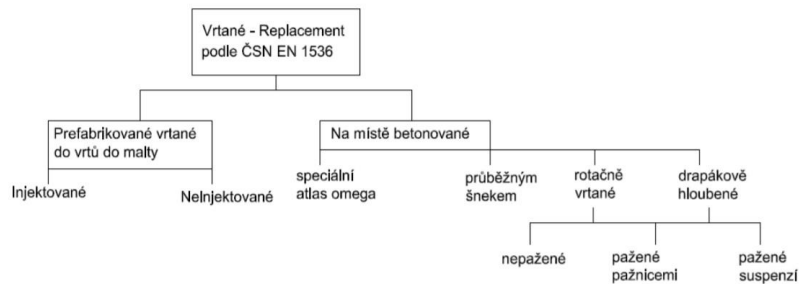 Vrtané - Replacement
podle ČSN EN 1536
Prefabrikované vrtané
do vrtů do malty
Na místě betonované
Injektované
NeInjektované
speciální
atlas omega
průběžným
šnekem
rotačně
vrtané
drapákově
hloubené
nepažené
pažené
pažnicemi
pažené
suspenzí